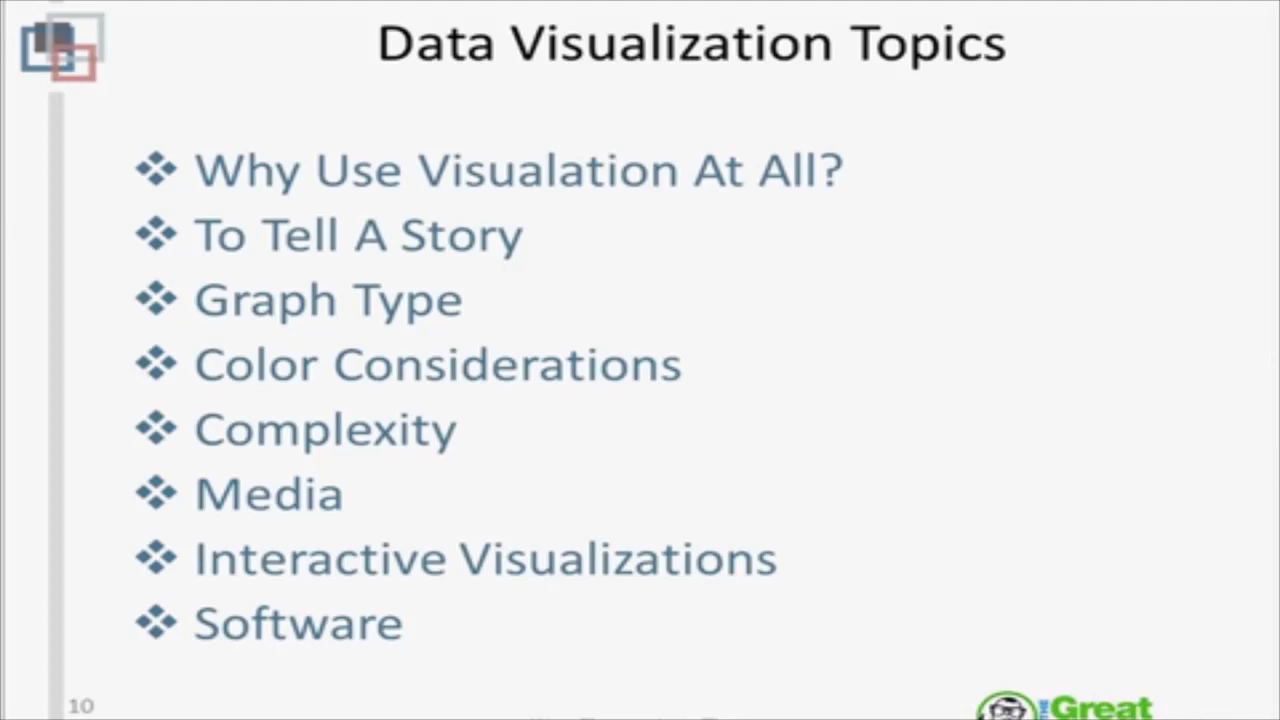 Data Visualization Topics
Why Use Visualation At All?
To Tell A Story
Graph Type
Color Considerations
Complexity
Media
Interactive Visualizations
Software
10
THE Great